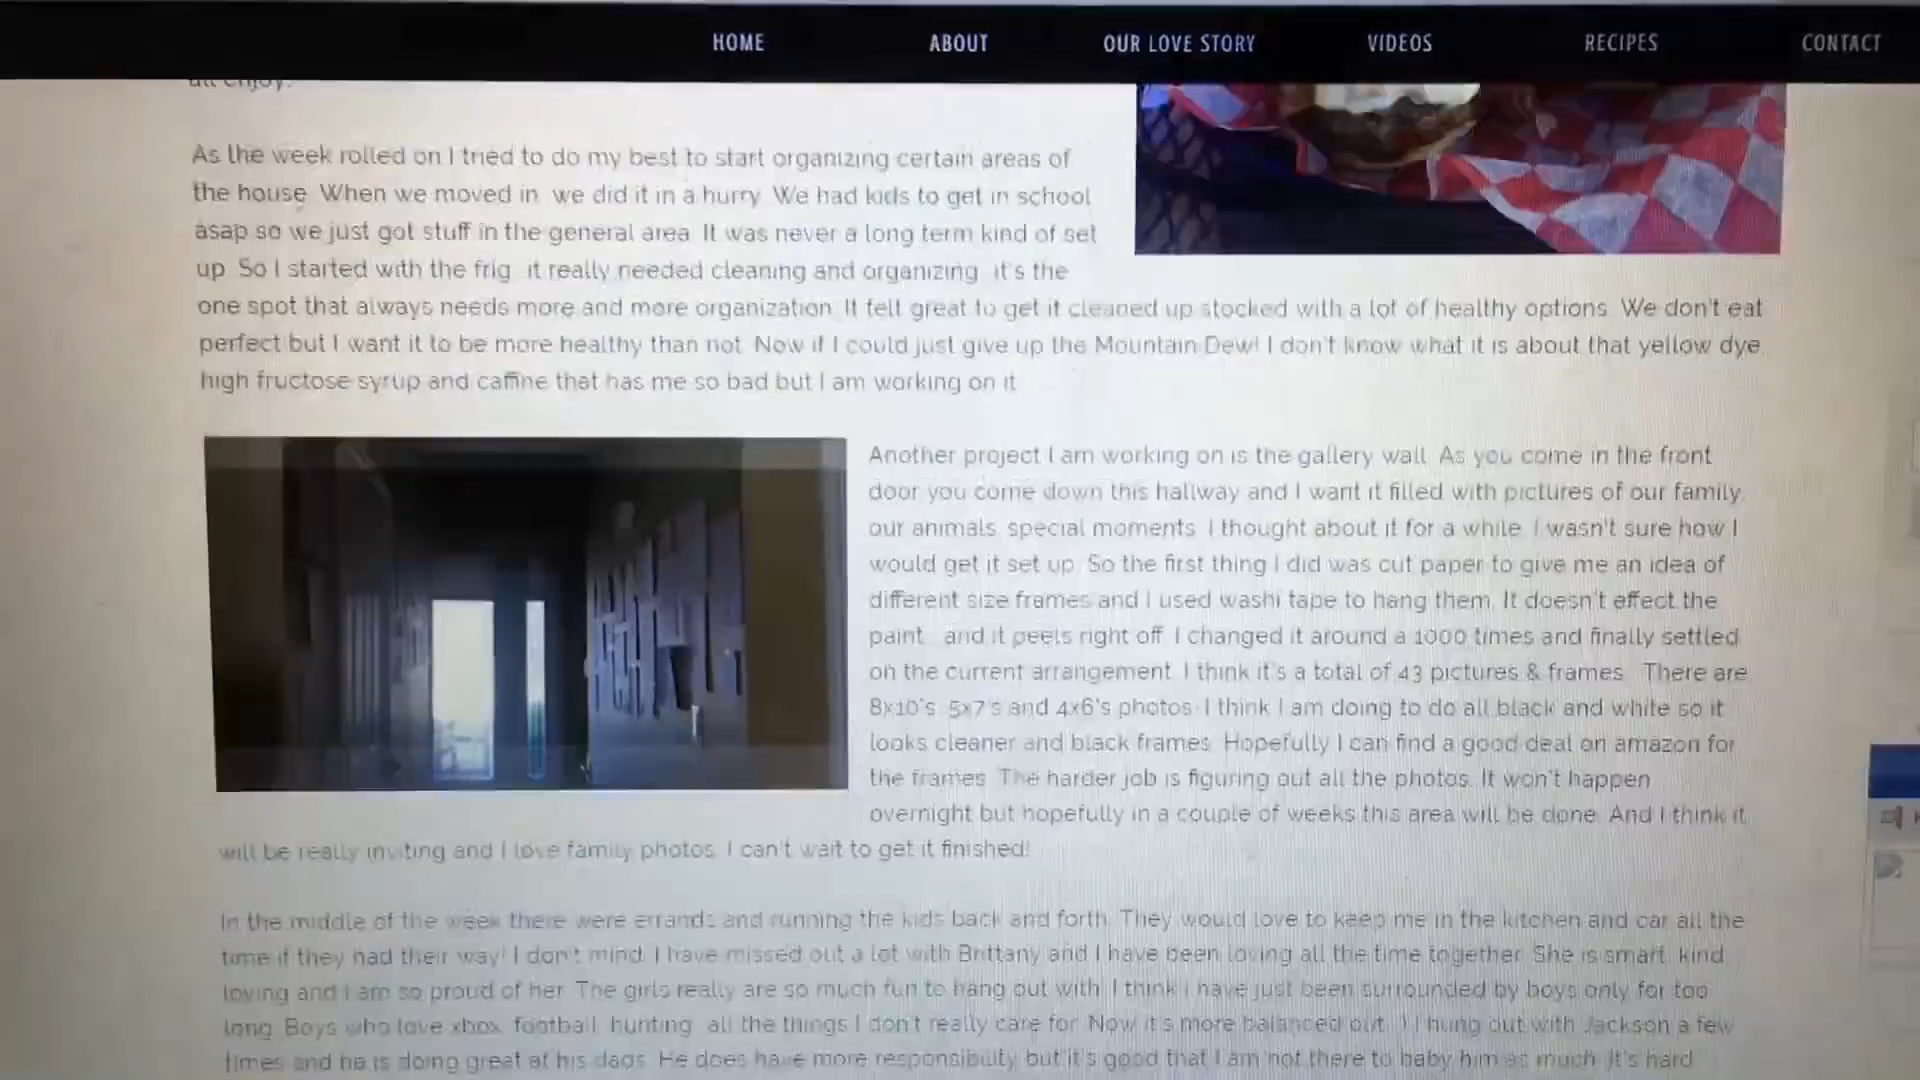 HOME ABOUT OUR LOVE STORY VIDEOS RECIPES CONTACT
all enjoy.
As the week rolled on I tried to do my best to start organizing certain areas of
the house. When we moved in, we did it in a hurry. We had kids to get in school
asap so we just got stuff in the general area. It was never a long term kind of set
up. So I started with the frig, it really needed cleaning and organizing, it's the
one spot that always needs more and more organization. It felt great to get it cleaned up stocked with a lot of healthy options. We don't eat
perfect but I want it to be more healthy than not. Now if I could just give up the Mountain Dew! I don't know what it is about that yellow dye,
high fructose syrup and caffine that has me so bad but I am working on it.
Another project I am working on is the gallery wall. As you come in the front
door you come down this hallway and I want it filled with pictures of our family,
our animals, special moments. I thought about it for a while. I wasn't sure how I
would get it set up. So the first thing I did was cut paper to give me an idea of
different size frames and I used washi tape to hang them. It doesn't effect the
paint, and it peels right off. I changed it around a 1000 times and finally settled
on the current arrangement. I think it's a total of 43 pictures & frames. There are
8x10's, 5x7's and 4x6's photos. I think I am doing to do all black and white so it
looks cleaner and black frames. Hopefully I can find a good deal on amazon for
the frames. The harder job is figuring out all the photos. It won't happen
overnight but hopefully in a couple of weeks this area will be done. And I think it
will be really inviting and I love family photos. I can't wait to get it finished!
In the middle of the week there were errands and running the kids back and forth. They would love to keep me in the kitchen and car all the
time if they had their way! I don't mind. I have missed out a lot with Brittany and I have been loving all the time together. She is smart, kind,
loving and I am so proud of her. The girls really are so much fun to hang out with. I think I have just been surrounded by boys only for too
long. Boys who love xbox, football, hunting, all the things I don't really care for. Now it's more balanced out. :) I hung out with Jackson a few
times and he is doing great at his dads. He does have more responsibility but it's good that I am not there to baby him as much. It's hard